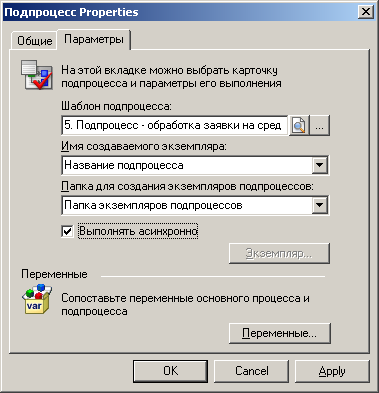 Подпроцесс Properties
Общие
Параметры
На этой вкладке можно выбрать карточку
подпроцесса и параметры его выполнения
Шаблон подпроцесса:
5. Подпроцесс - обработка заявки на сред
...
Имя создаваемого экземпляра:
Название подпроцесса
Папка для создания экземпляров подпроцессов:
Папка экземпляров подпроцессов
Выполнять асинхронно
Экземпляр...
Переменные
var
Сопоставьте переменные основного процесса и
подпроцесса
Переменные...
OK
Cancel
Apply